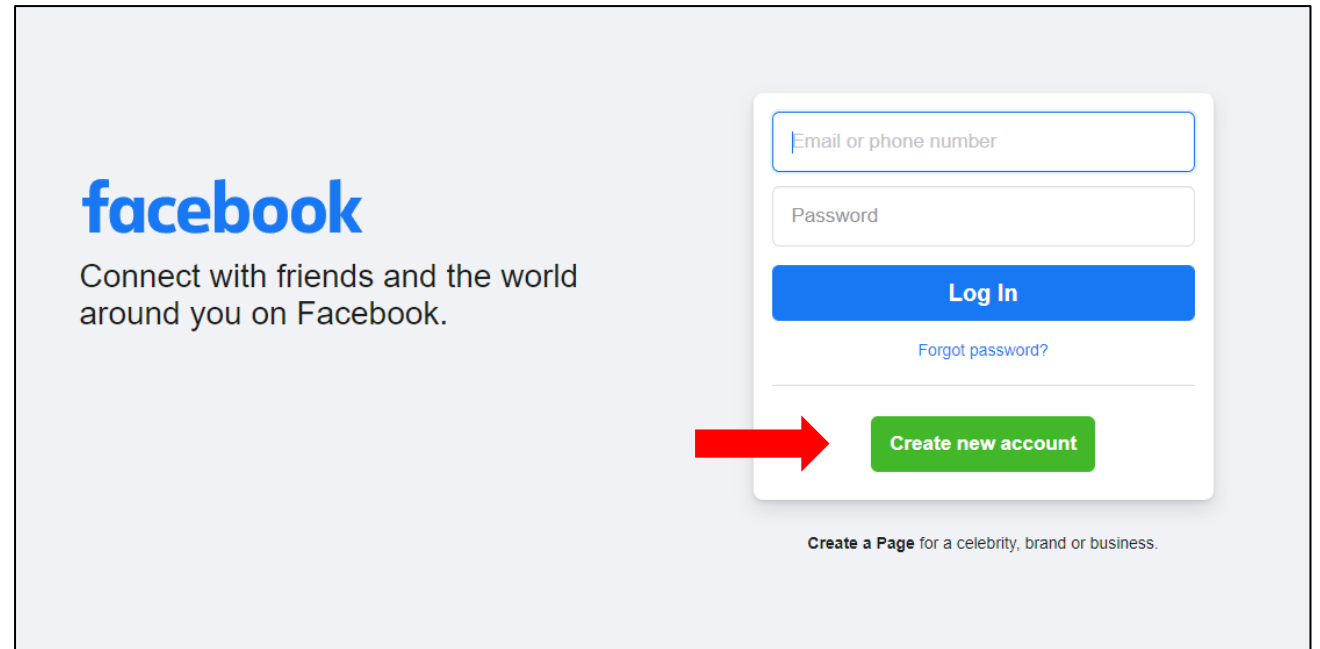 facebook
Connect with friends and the world
around you on Facebook.
Email or phone number
Password
Log In
Forgot password?
Create new account
Create a Page for a celebrity, brand or business.